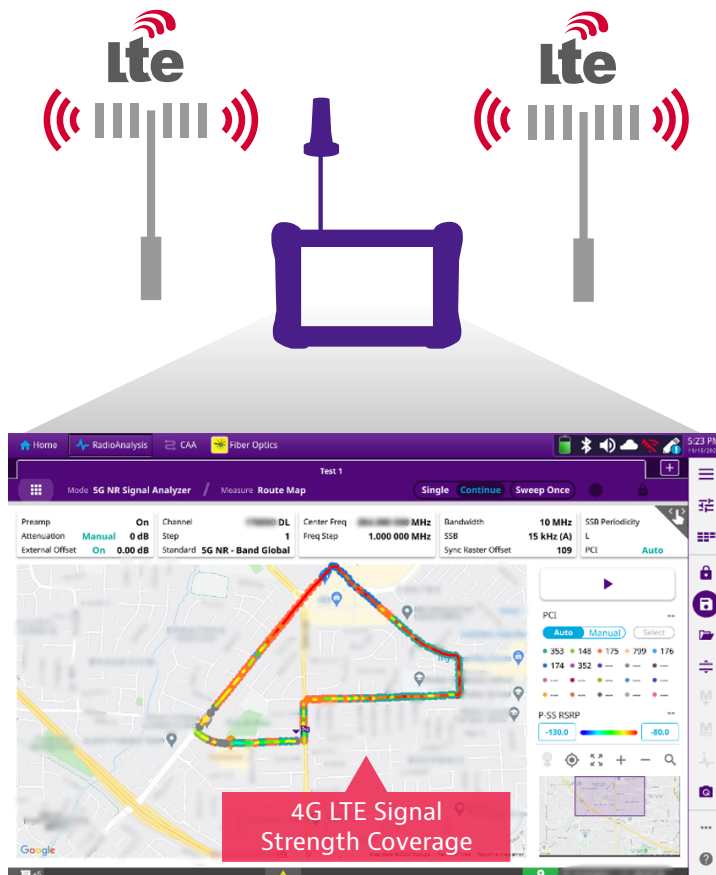 Lte
Lte
Home
RadioAnalysis
CAA
Fiber Optics
5:23 PM
Test 1
Mode 5G NR Signal Analyzer / Measure Route Map
Single Continue Sweep Once
Preamp On
Attenuation Manual 0 dB
External Offset On 0.00 dB
Channel DL
Step 1
Standard 5G NR - Band Global
Center Freq MHz
Freq Step 1.000 000 MHz
Bandwidth 10 MHz
SSB 15 kHz (A)
Sync Raster Offset 109
SSB Periodicity
L
PCI Auto
PCI --
Auto Manual Select
353 148 175 799 176
174 352 --- --- ---
--- --- --- --- ---
--- --- --- --- ---
P-SS RSRP --
-130.0 -80.0
4G LTE Signal
Strength Coverage
Google